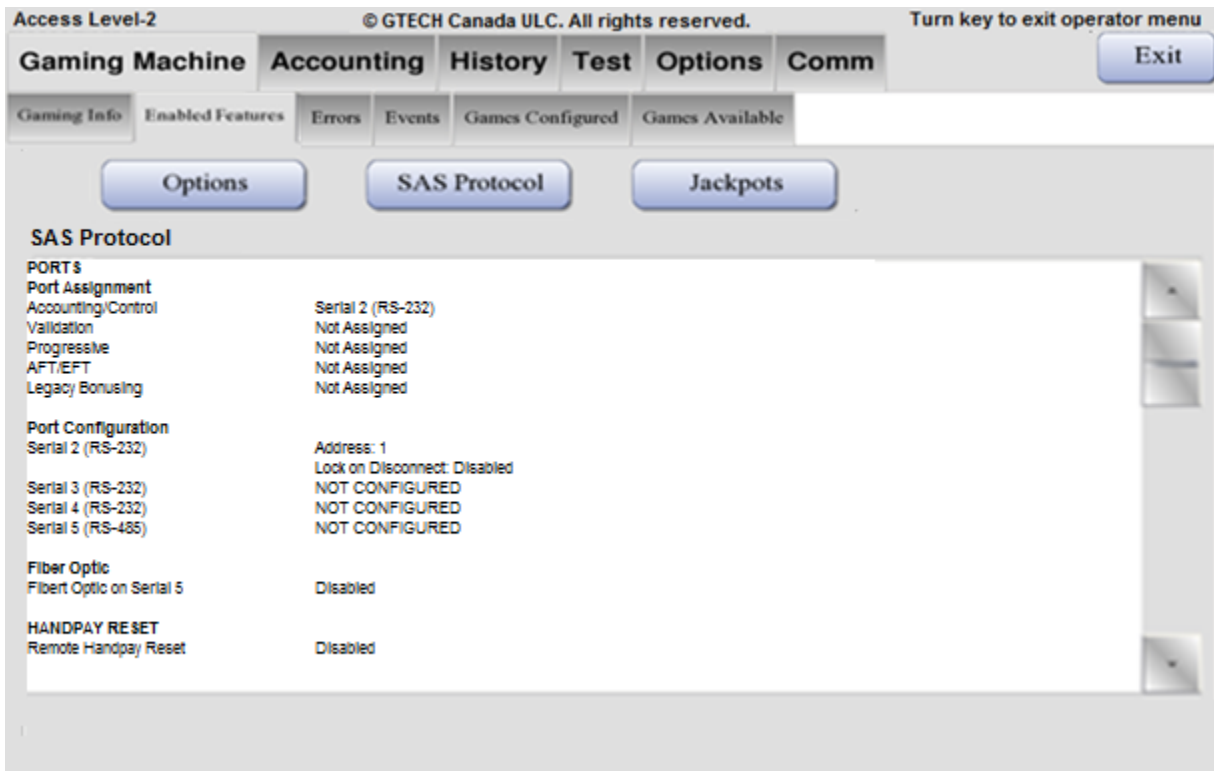 Access Level-2 © GTECH Canada ULC. All rights reserved. Turn key to exit operator menu
Gaming Machine Accounting History Test Options Comm Exit
Gaming Info Enabled Features Errors Events Games Configured Games Available
Options SAS Protocol Jackpots
SAS Protocol
PORTS
Port Assignment
Accounting/Control Serial 2 (RS-232)
Validation Not Assigned
Progressive Not Assigned
AFT/EFT Not Assigned
Legacy Bonusing Not Assigned
Port Configuration
Serial 2 (RS-232) Address: 1
Lock on Disconnect: Disabled
Serial 3 (RS-232) NOT CONFIGURED
Serial 4 (RS-232) NOT CONFIGURED
Serial 5 (RS-485) NOT CONFIGURED
Fiber Optic
Fibert Optic on Serial 5 Disabled
HANDPAY RESET
Remote Handpay Reset Disabled